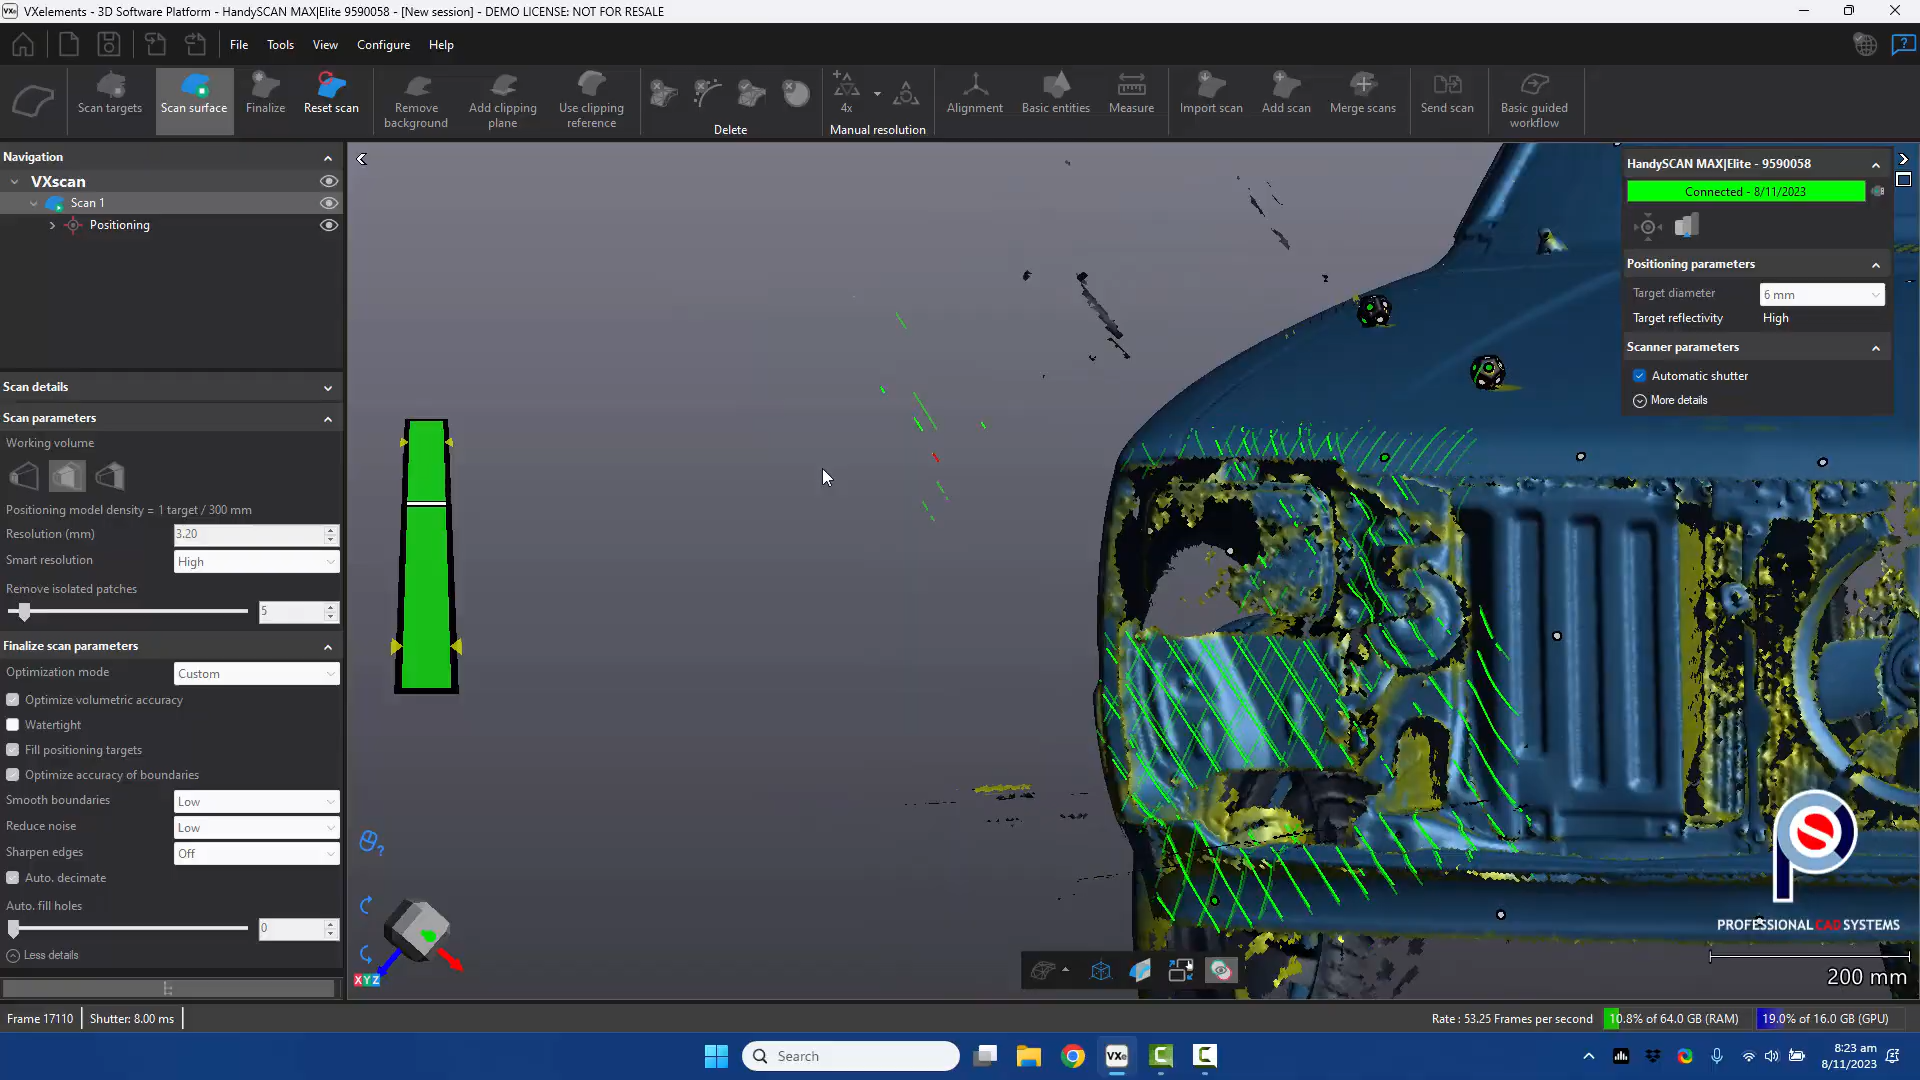 VXelements - 3D Software Platform - HandySCAN MAX|Elite 9590058 - [New session] - DEMO LICENSE: NOT FOR RESALE
File
Tools
View
Configure
Help
Scan targets
Scan surface
Finalize
Reset scan
Remove background
Add clipping plane
Use clipping reference
Delete
4x
Manual resolution
Alignment
Basic entities
Measure
Import scan
Add scan
Merge scans
Send scan
Basic guided workflow
Navigation
VXscan
Scan 1
Positioning
Scan details
Scan parameters
Working volume
Positioning model density = 1 target / 300 mm
Resolution (mm) 3.20
Smart resolution High
Remove isolated patches
5
Finalize scan parameters
Optimization mode Custom
Optimize volumetric accuracy
Watertight
Fill positioning targets
Optimize accuracy of boundaries
Smooth boundaries Low
Reduce noise Low
Sharpen edges Off
Auto. decimate
Auto. fill holes
0
Less details
XYZ
HandySCAN MAX|Elite - 9590058
Connected - 8/11/2023
Positioning parameters
Target diameter 6 mm
Target reflectivity High
Scanner parameters
Automatic shutter
More details
PROFESSIONALCADSYSTEMS
200 mm
Frame 17110
Shutter: 8.00 ms
Rate : 53.25 Frames per second
10.8% of 64.0 GB (RAM)
19.0% of 16.0 GB (GPU)
Search
VXe
8:23 am
8/11/2023